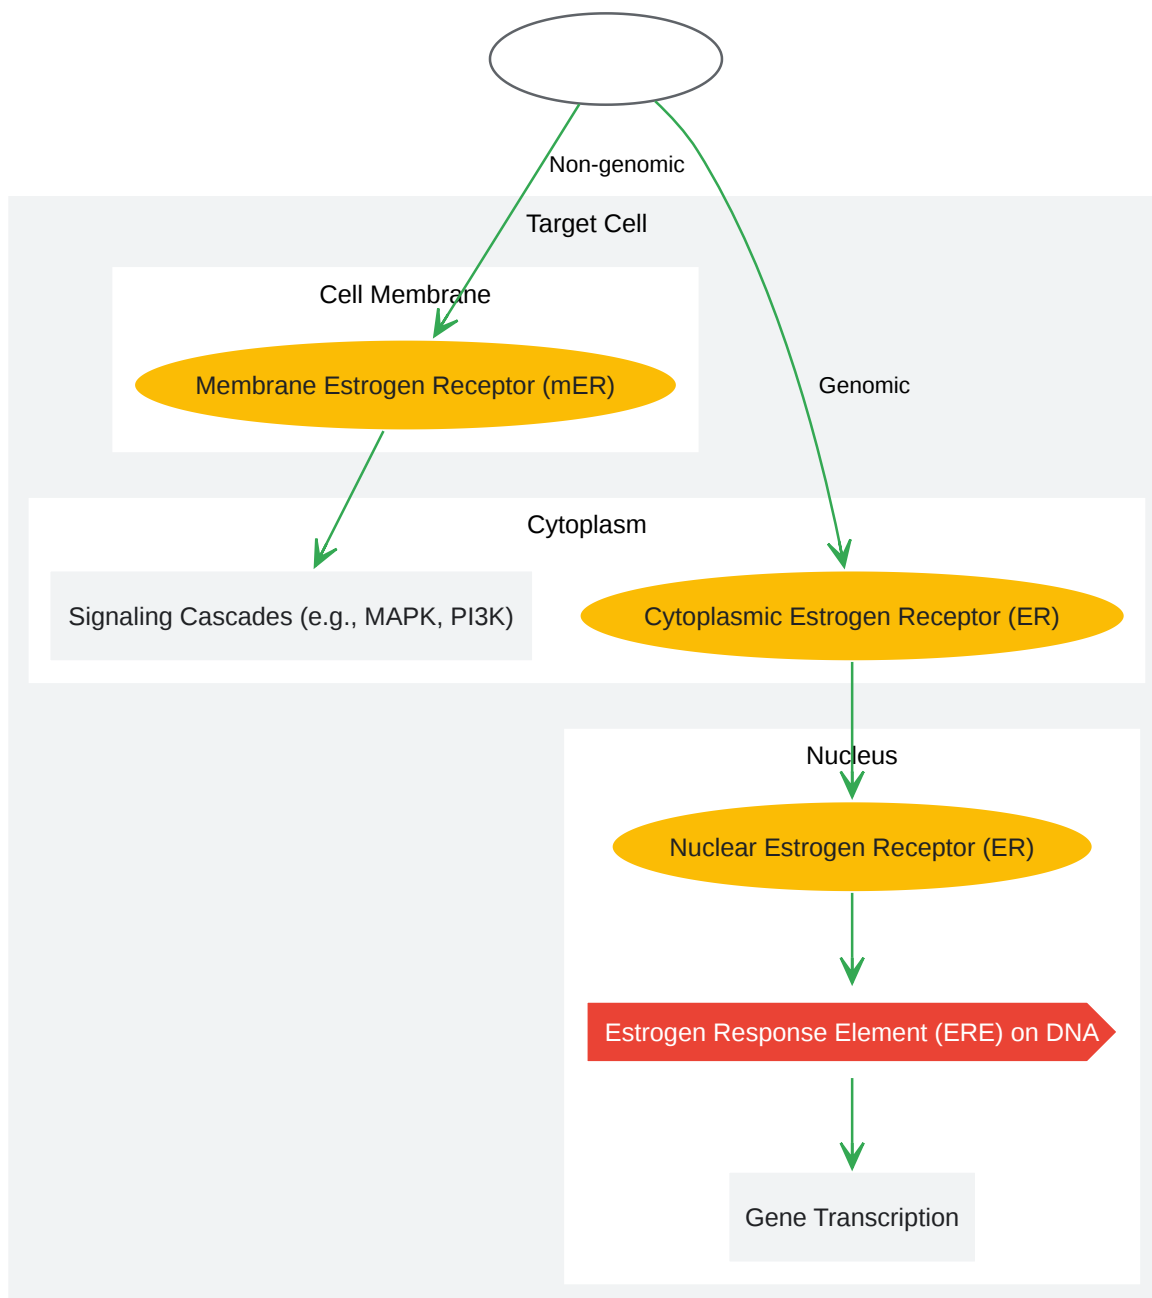 Non-genomic
Target Cell
Cell Membrane
Membrane Estrogen Receptor (mER)
Genomic
Cytoplasm
Signaling Cascades (e.g., MAPK, PI3K)
Cytoplasmic Estrogen Receptor (ER)
Nucleus
Nuclear Estrogen Receptor (ER)
Estrogen Response Element (ERE) on DNA
Gene Transcription